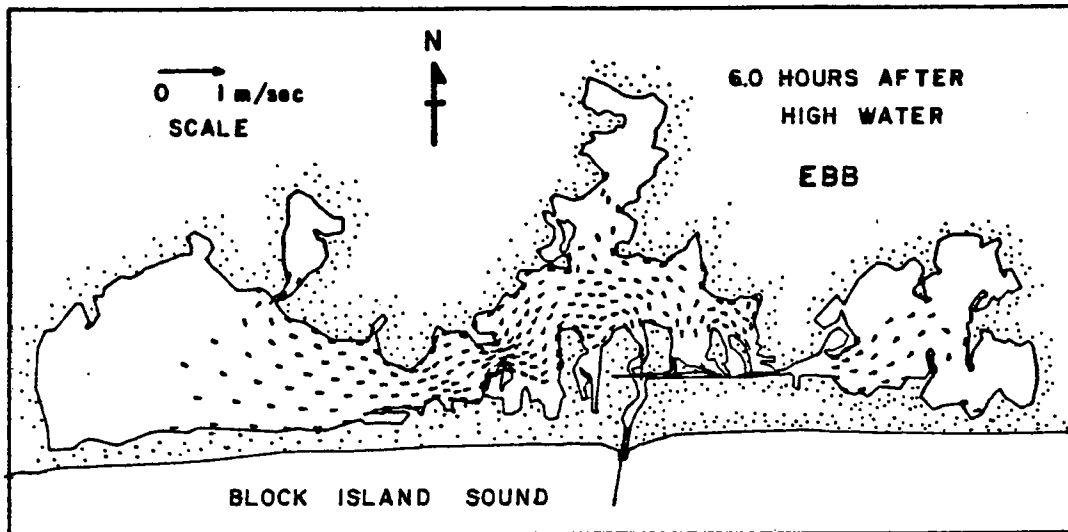 N
0 1 m/sec
SCALE
6.0 HOURS AFTER
HIGH WATER
EBB
BLOCK ISLAND SOUND